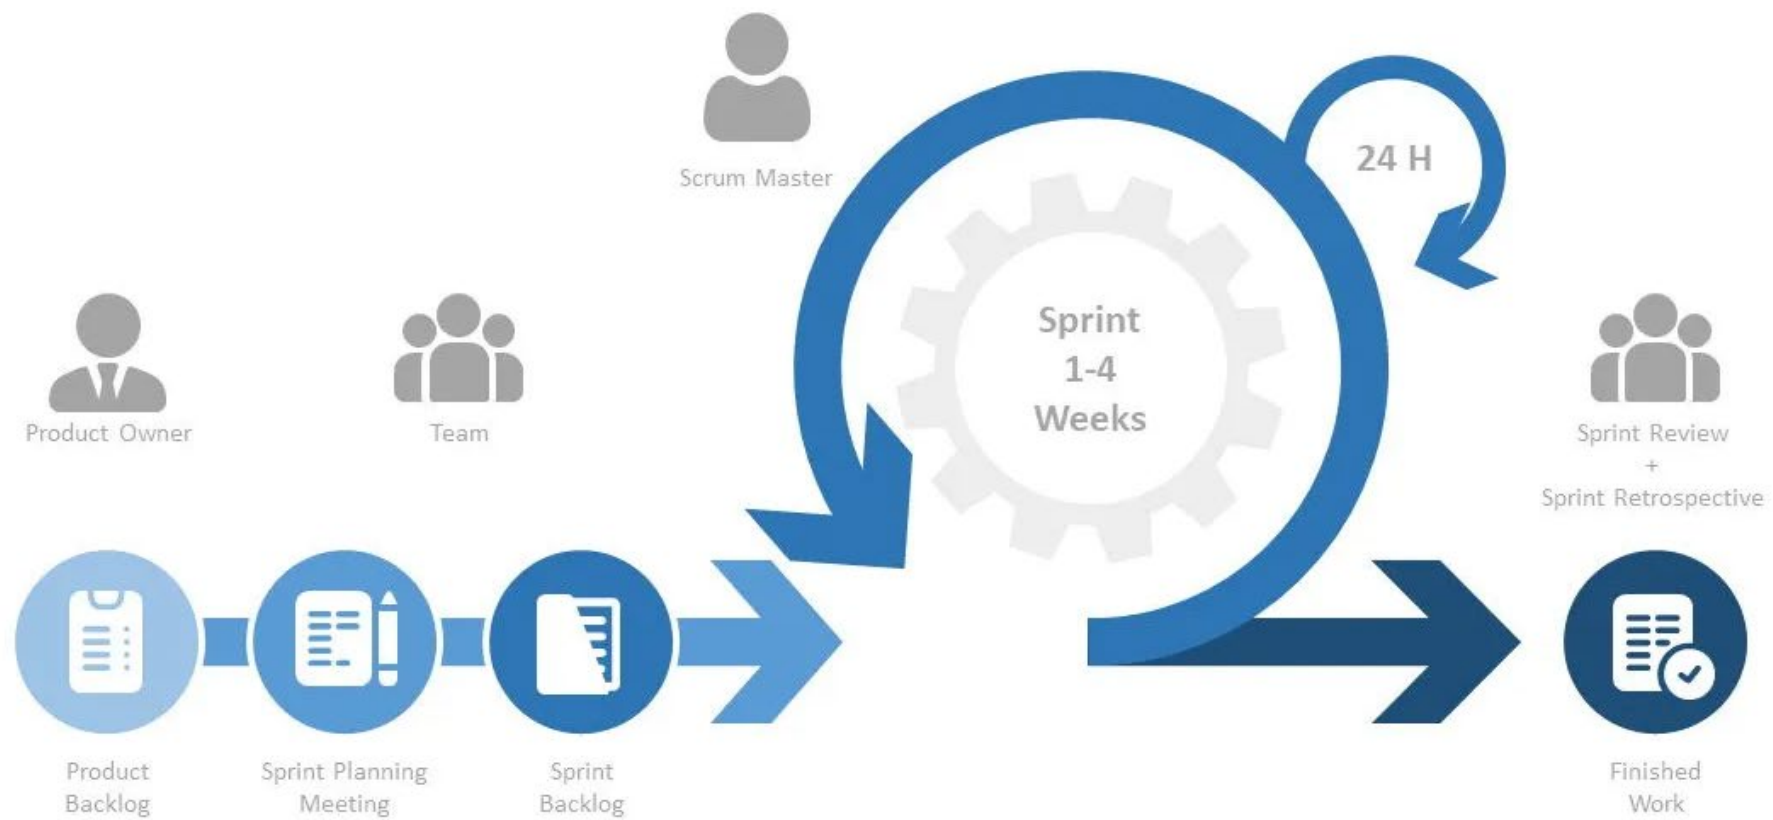 Scrum Master
24 H
Sprint
1-4
Weeks
Product Owner
Team
Sprint Review
+
Sprint Retrospective
Product
Backlog
Sprint Planning
Meeting
Sprint
Backlog
Finished
Work